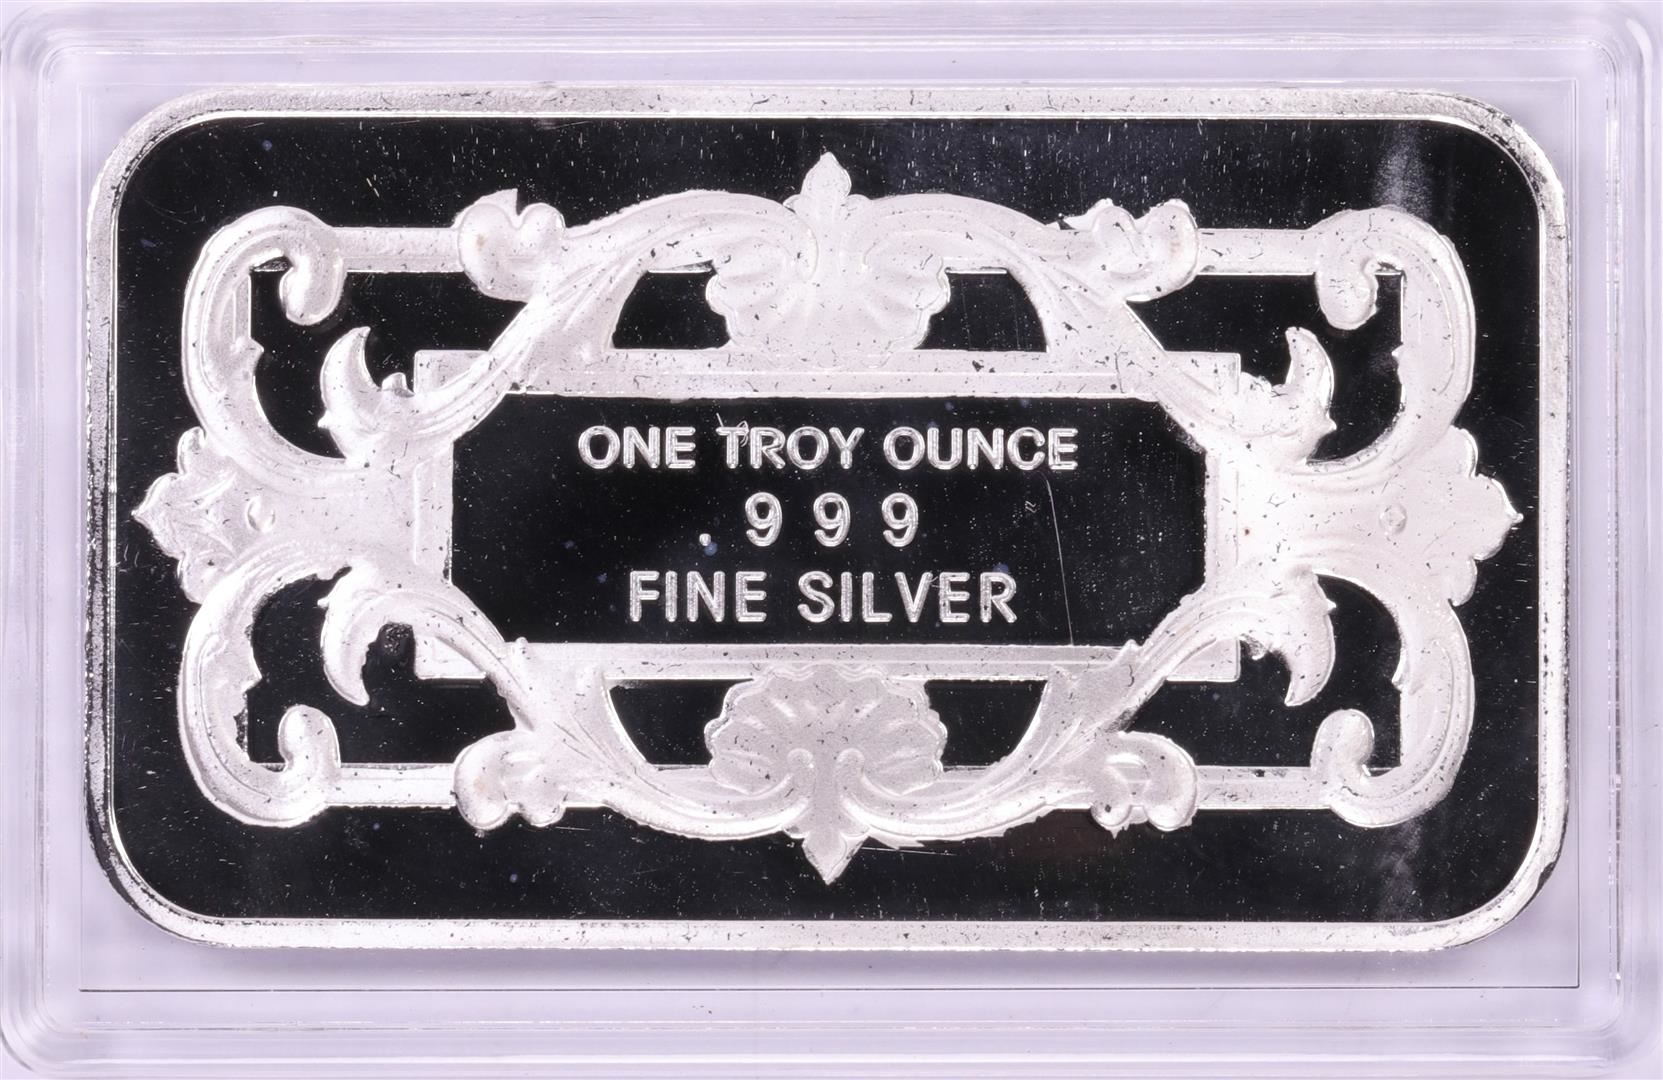 ONE TROY OUNCE
.999
FINE SILVER